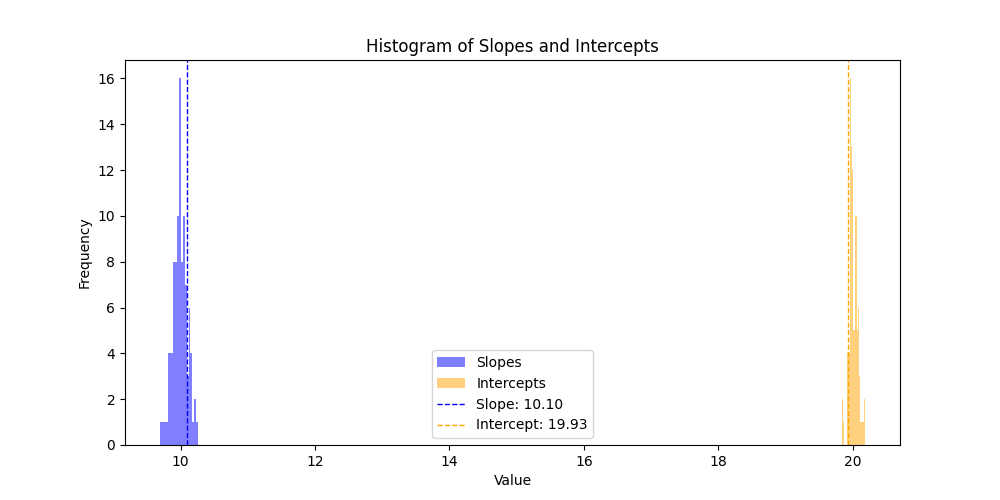 Histogram of Slopes and Intercepts
Frequency
16
14
12
10
8
6
4
2
0
Slopes
Intercepts
Slope: 10.10
Intercept: 19.93
10 12 14 16 18 20
Value